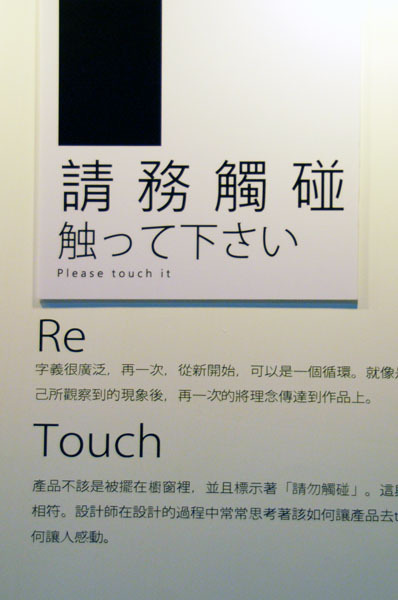 請務觸碰
触って下さい
Please touch it
Re
字義很廣泛，再一次，從新開始，可以是一個循環。就像是
己所觀察到的現象後，再一次的將理念傳達到作品上。
Touch
產品不該是被擺在櫥窗裡，並且標示著「請勿觸碰」。這與
相符。設計師在設計的過程中常常思考著該如何讓產品去t
何讓人感動。